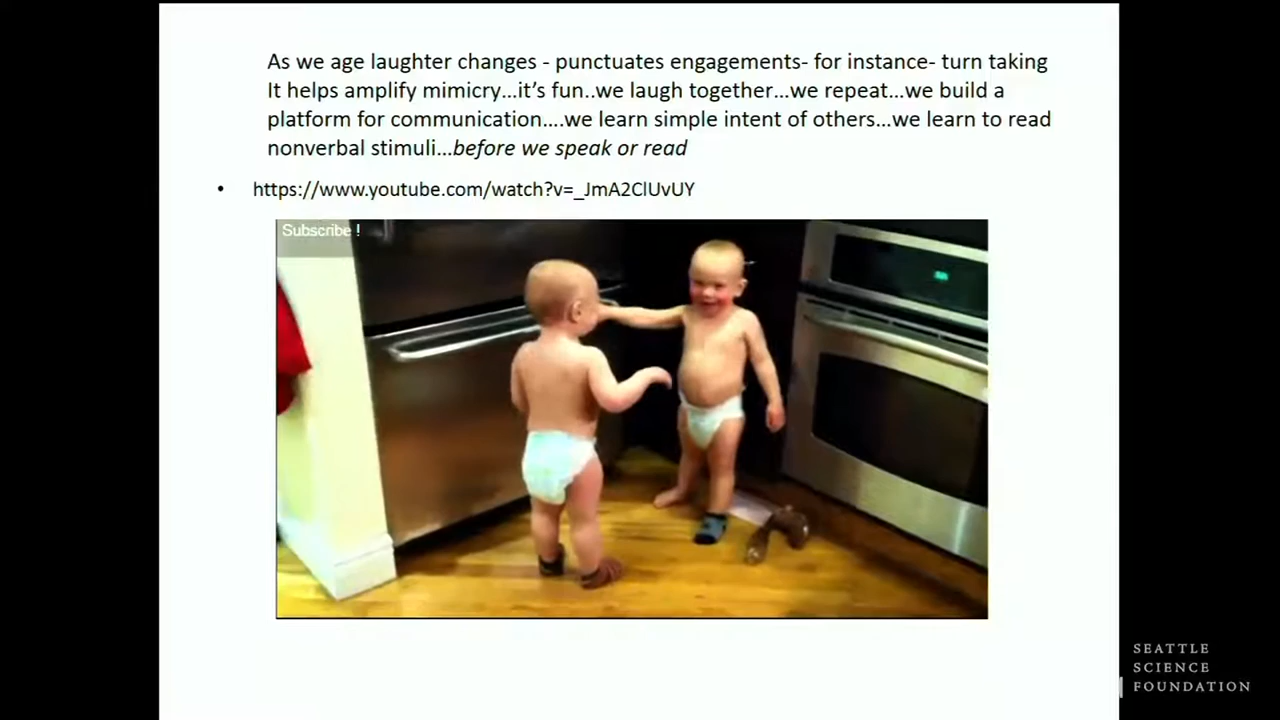 As we age laughter changes - punctuates engagements- for instance- turn taking
It helps amplify mimicry...it's fun..we laugh together...we repeat...we build a
platform for communication....we learn simple intent of others...we learn to read
nonverbal stimuli...before we speak or read
• https://www.youtube.com/watch?v=_JmA2ClUvUY
Subscribe !
SEATTLE
SCIENCE
FOUNDATION